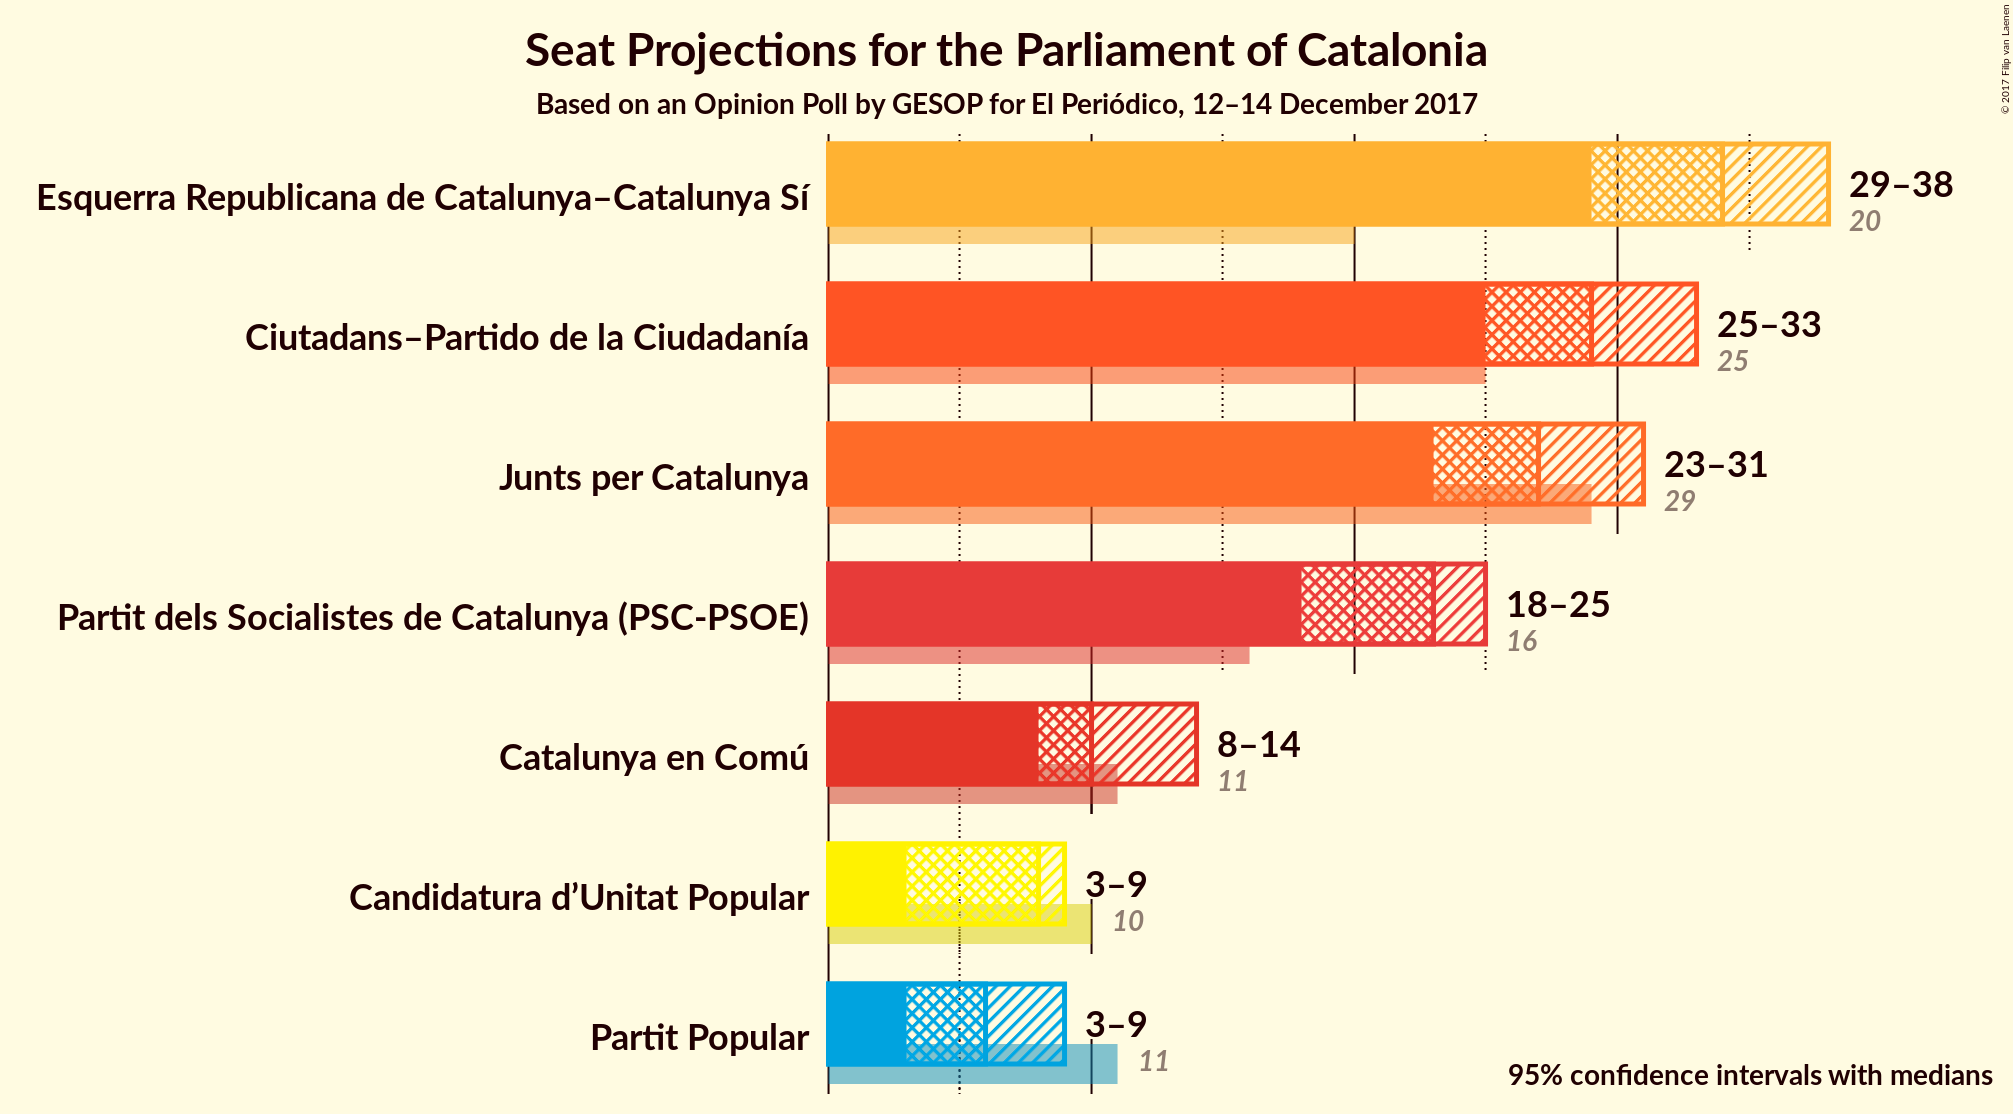 Seat Projections for the Parliament of Catalonia
Based on an Opinion Poll by GESOP for El Periódico, 12–14 December 2017
© 2017 Filip van Laenen
Esquerra Republicana de Catalunya–Catalunya Sí
29–38
20
Ciutadans–Partido de la Ciudadanía
25–33
25
Junts per Catalunya
23–31
29
Partit dels Socialistes de Catalunya (PSC-PSOE)
18–25
16
Catalunya en Comú
8–14
11
Candidatura d’Unitat Popular
3–9
10
Partit Popular
3–9
11
95% confidence intervals with medians